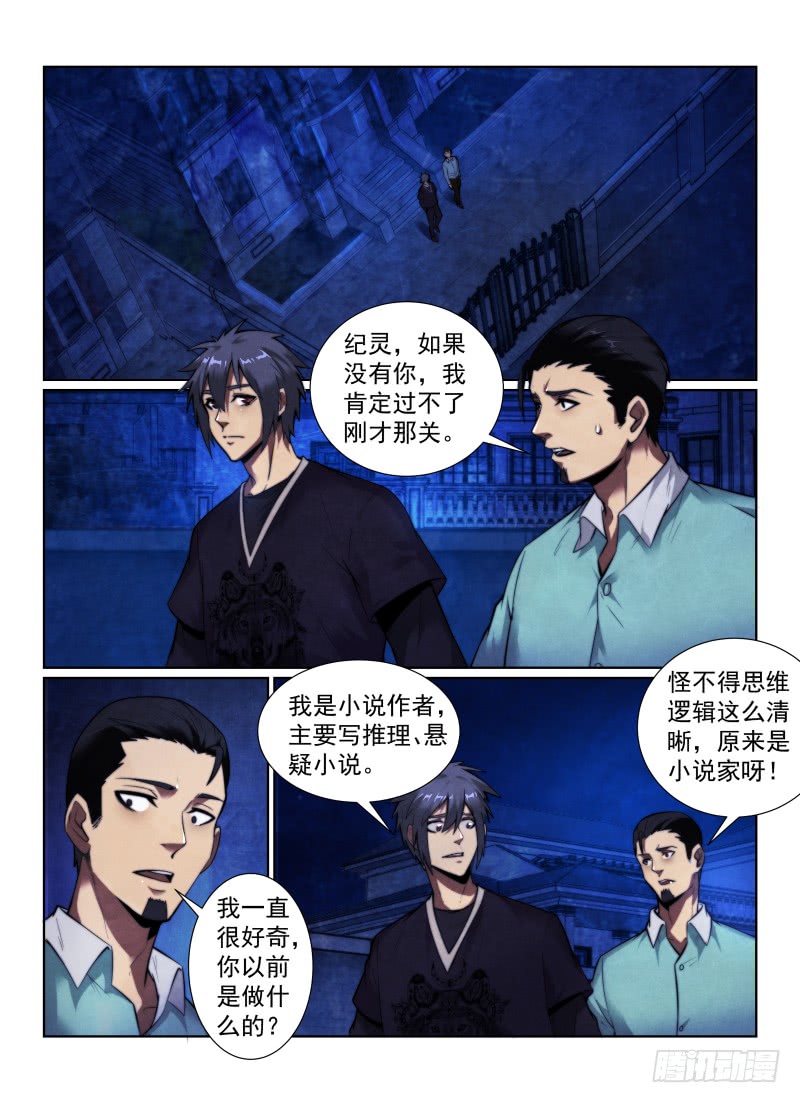 纪灵，如果
没有你，我
肯定过不了
刚才那关。
我一直
很好奇，
你以前
是做什
么的？
我是小说作者，
主要写推理、悬
疑小说。
怪不得思维
逻辑这么清
晰，原来是
小说家呀！
腾讯动漫